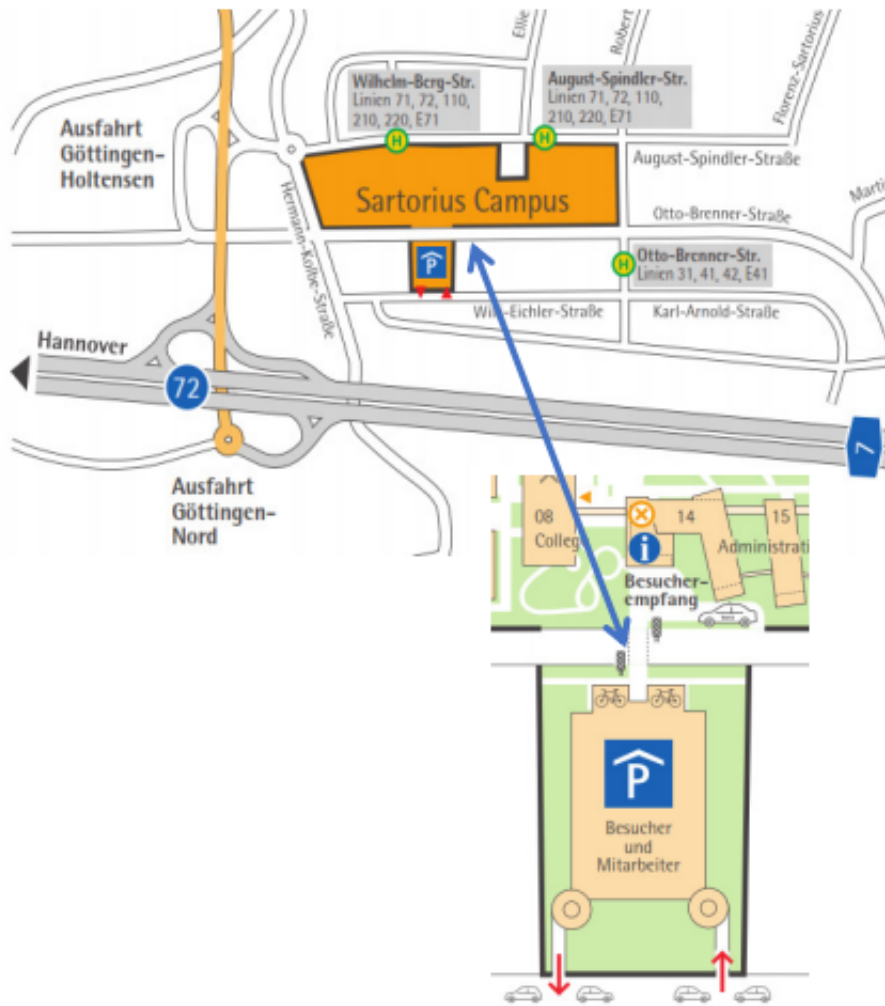 Ellie
Robert
Florenz-Sartorius
Wilhelm-Berg-Str.
Linien 71, 72, 110,
210, 220, E71
August-Spindler-Str.
Linien 71, 72, 110,
210, 220, E71
H
H
Ausfahrt
Göttingen-
Holtensen
August-Spindler-Straße
Martin
Sartorius Campus
Otto-Brenner-Straße
Hermann-Kolbe-Straße
P
H
Otto-Brenner-Str.
Linien 31, 41, 42, E41
Willi-Eichler-Straße
Karl-Arnold-Straße
Hannover
72
7
Ausfahrt
Göttingen-
Nord
08
Colleg
14
15
Administrati
i
Besucher-
empfang
P
Besucher
und
Mitarbeiter